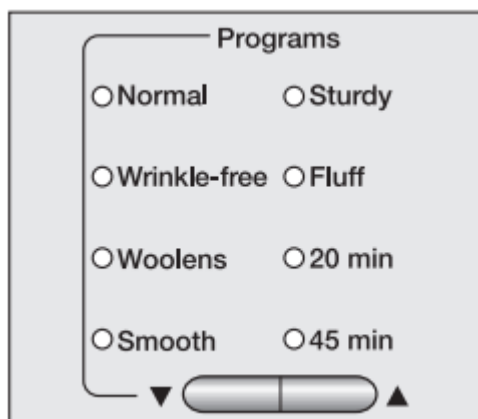 Programs
Normal
Sturdy
Wrinkle-free
Fluff
Woolens
20 min
Smooth
45 min